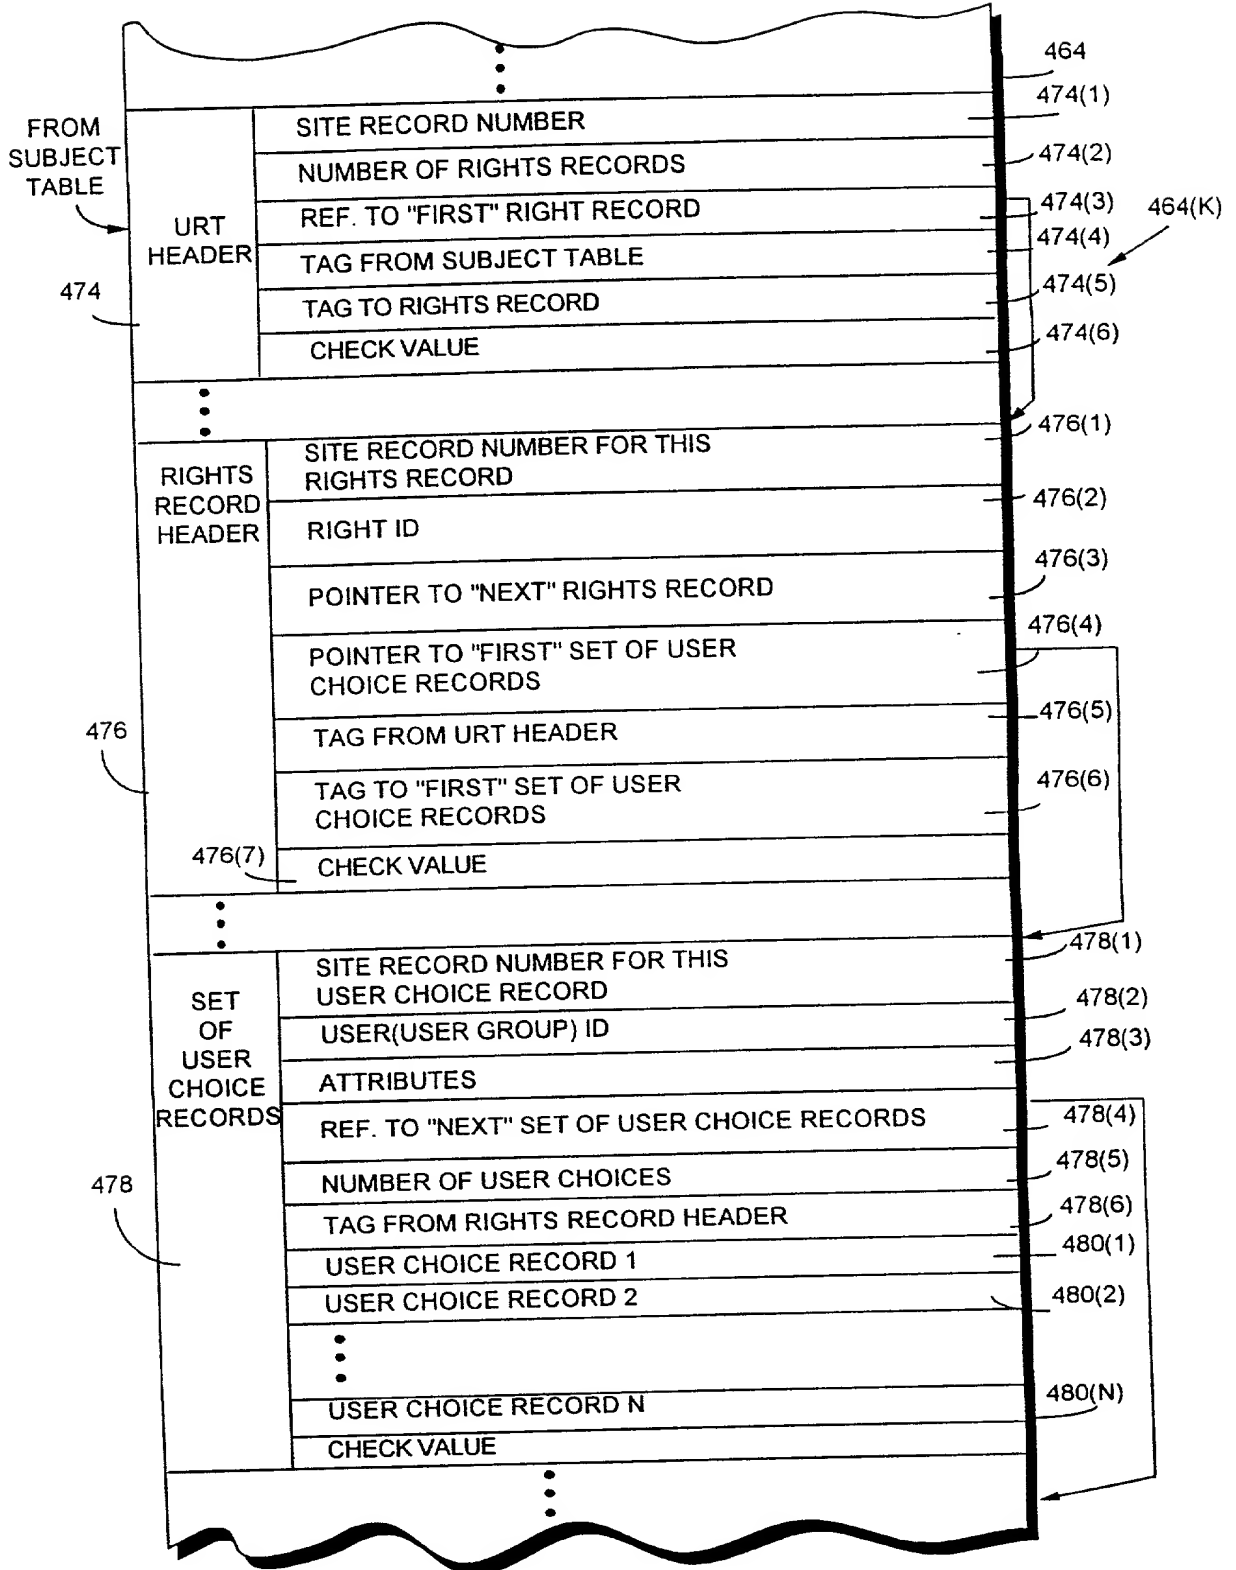 464
474(1)
FROM
SUBJECT
TABLE
SITE RECORD NUMBER
474(2)
NUMBER OF RIGHTS RECORDS
474(3)
464(K)
URT
HEADER
REF. TO "FIRST" RIGHT RECORD
474(4)
TAG FROM SUBJECT TABLE
474(5)
474
TAG TO RIGHTS RECORD
474(6)
CHECK VALUE
476(1)
RIGHTS
RECORD
HEADER
SITE RECORD NUMBER FOR THIS
RIGHTS RECORD
476(2)
RIGHT ID
476(3)
POINTER TO "NEXT" RIGHTS RECORD
476(4)
POINTER TO "FIRST" SET OF USER
CHOICE RECORDS
476(5)
476
TAG FROM URT HEADER
476(6)
TAG TO "FIRST" SET OF USER
CHOICE RECORDS
476(7)
CHECK VALUE
478(1)
SITE RECORD NUMBER FOR THIS
USER CHOICE RECORD
SET
OF
USER
CHOICE
RECORDS
478(2)
USER(USER GROUP) ID
478(3)
ATTRIBUTES
478(4)
REF. TO "NEXT" SET OF USER CHOICE RECORDS
478(5)
478
NUMBER OF USER CHOICES
478(6)
TAG FROM RIGHTS RECORD HEADER
480(1)
USER CHOICE RECORD 1
480(2)
USER CHOICE RECORD 2
480(N)
USER CHOICE RECORD N
CHECK VALUE